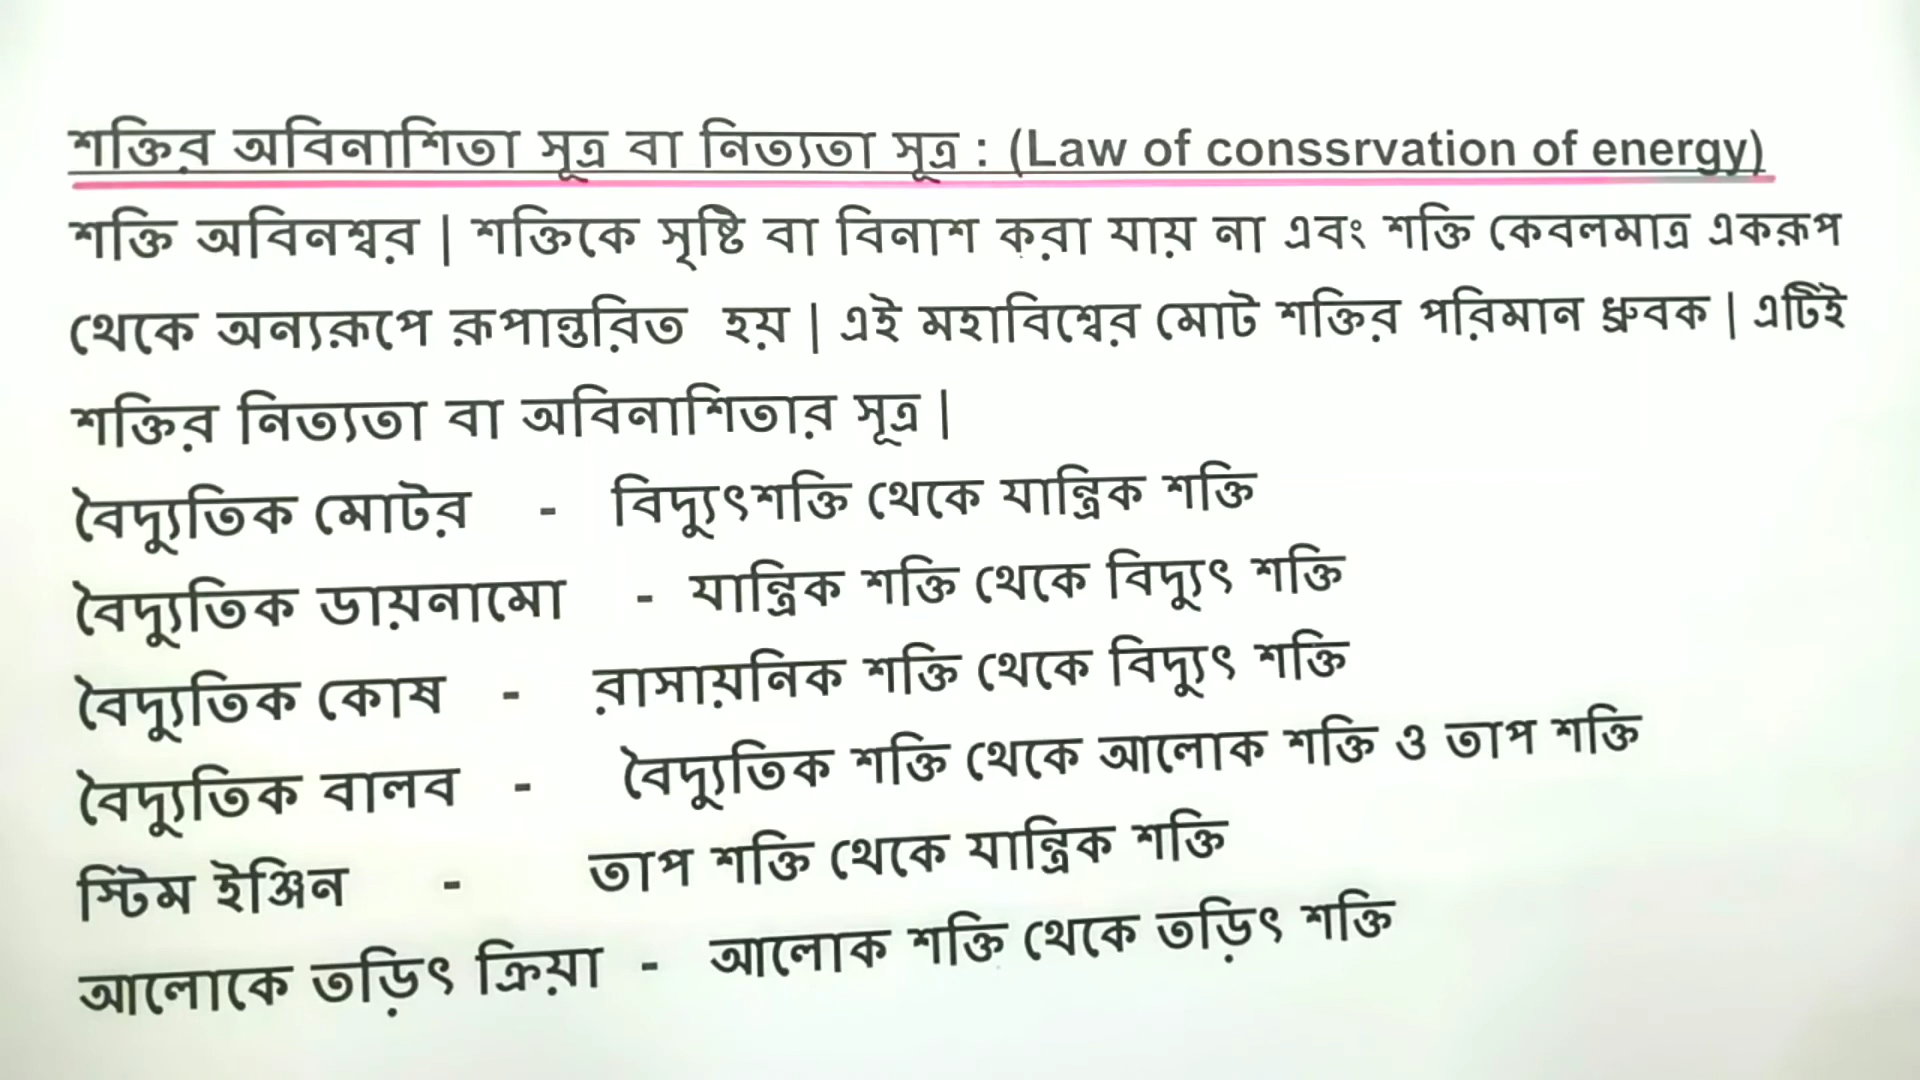 শক্তির অবিনাশিতা সূত্র বা নিত্যতা সূত্র : (Law of conssrvation of energy)
শক্তি অবিনশ্বর | শক্তিকে সৃষ্টি বা বিনাশ করা যায় না এবং শক্তি কেবলমাত্র একরূপ
থেকে অন্যরূপে রূপান্তরিত হয় | এই মহাবিশ্বের মোট শক্তির পরিমান ধ্রুবক | এটিই
শক্তির নিত্যতা বা অবিনাশিতার সূত্র |
বৈদ্যুতিক মোটর - বিদ্যুৎশক্তি থেকে যান্ত্রিক শক্তি
বৈদ্যুতিক ডায়নামো - যান্ত্রিক শক্তি থেকে বিদ্যুৎ শক্তি
বৈদ্যুতিক কোষ - রাসায়নিক শক্তি থেকে বিদ্যুৎ শক্তি
বৈদ্যুতিক বালব - বৈদ্যুতিক শক্তি থেকে আলোক শক্তি ও তাপ শক্তি
স্টিম ইঞ্জিন - তাপ শক্তি থেকে যান্ত্রিক শক্তি
আলোকে তড়িৎ ক্রিয়া - আলোক শক্তি থেকে তড়িৎ শক্তি